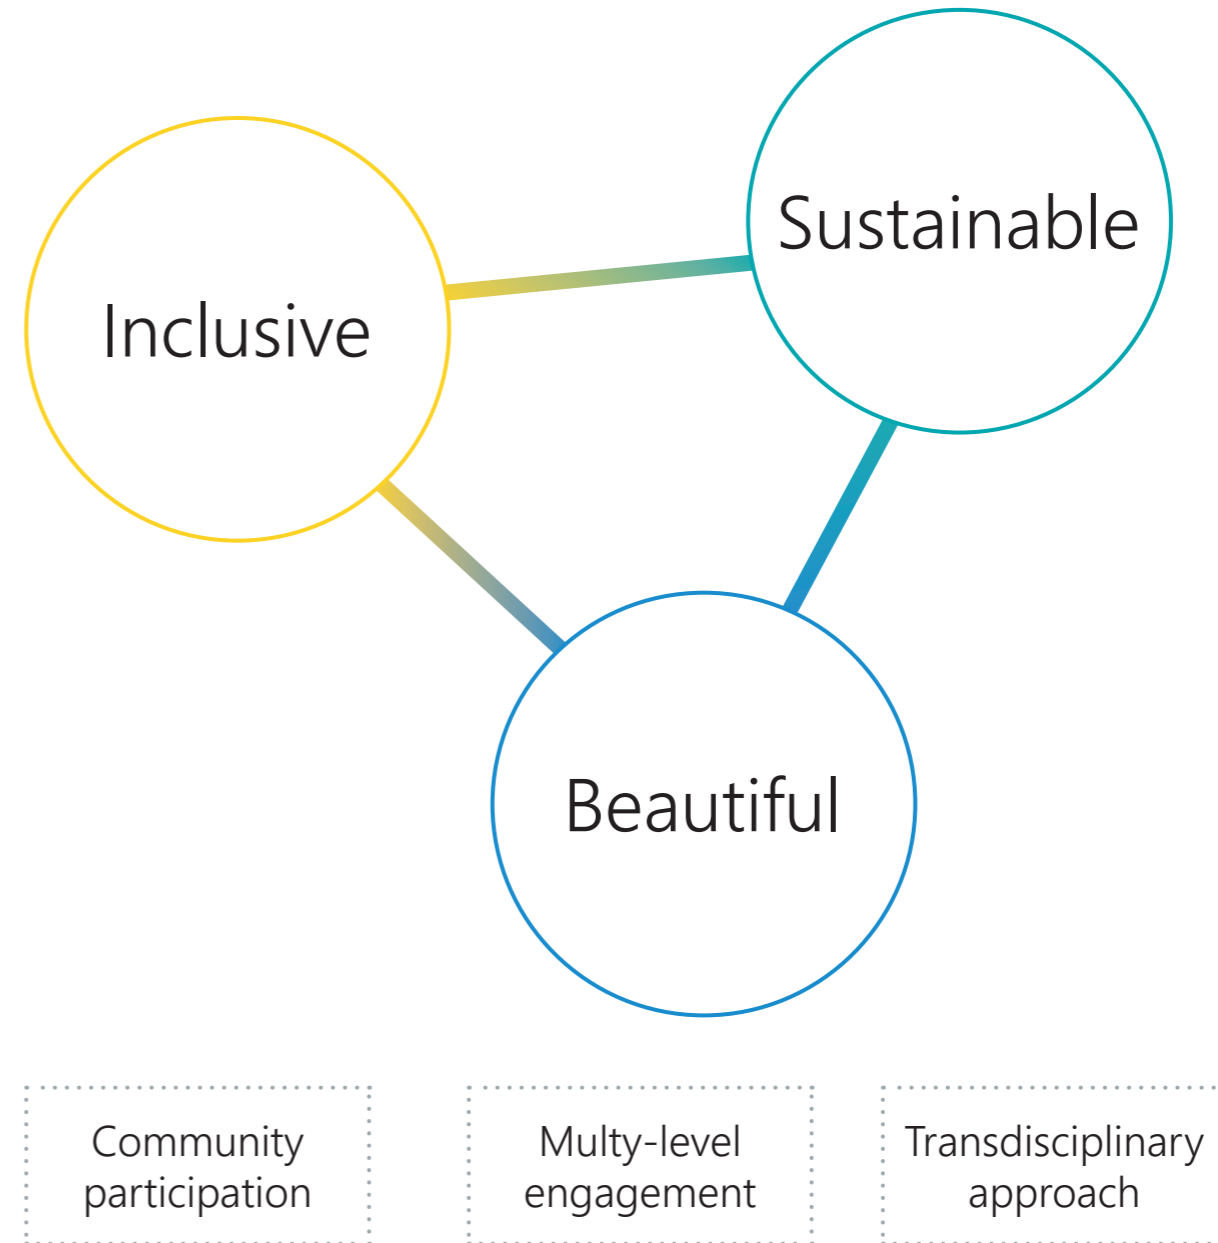 Sustainable
Inclusive
Beautiful
Community
participation
Multy-level
engagement
Transdisciplinary
approach